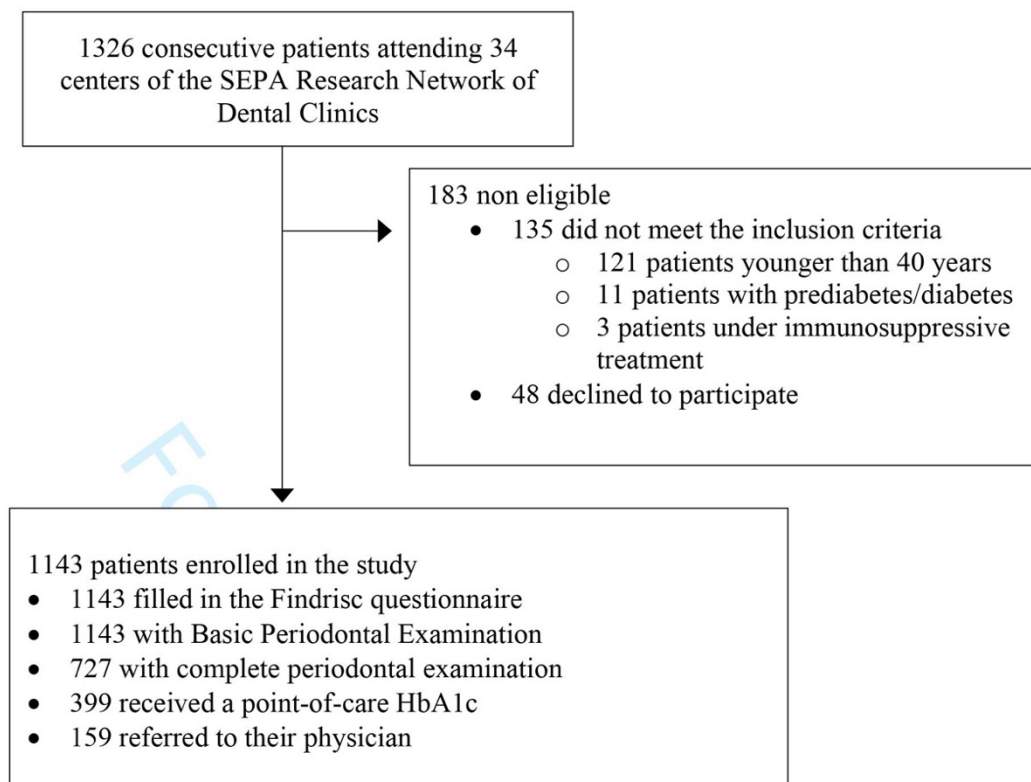 1326 consecutive patients attending 34
centers of the SEPA Research Network of
Dental Clinics
183 non eligible
• 135 did not meet the inclusion criteria
o 121 patients younger than 40 years
o 11 patients with prediabetes/diabetes
o 3 patients under immunosuppressive
treatment
• 48 declined to participate
1143 patients enrolled in the study
• 1143 filled in the Findrisc questionnaire
• 1143 with Basic Periodontal Examination
• 727 with complete periodontal examination
• 399 received a point-of-care HbA1c
• 159 referred to their physician